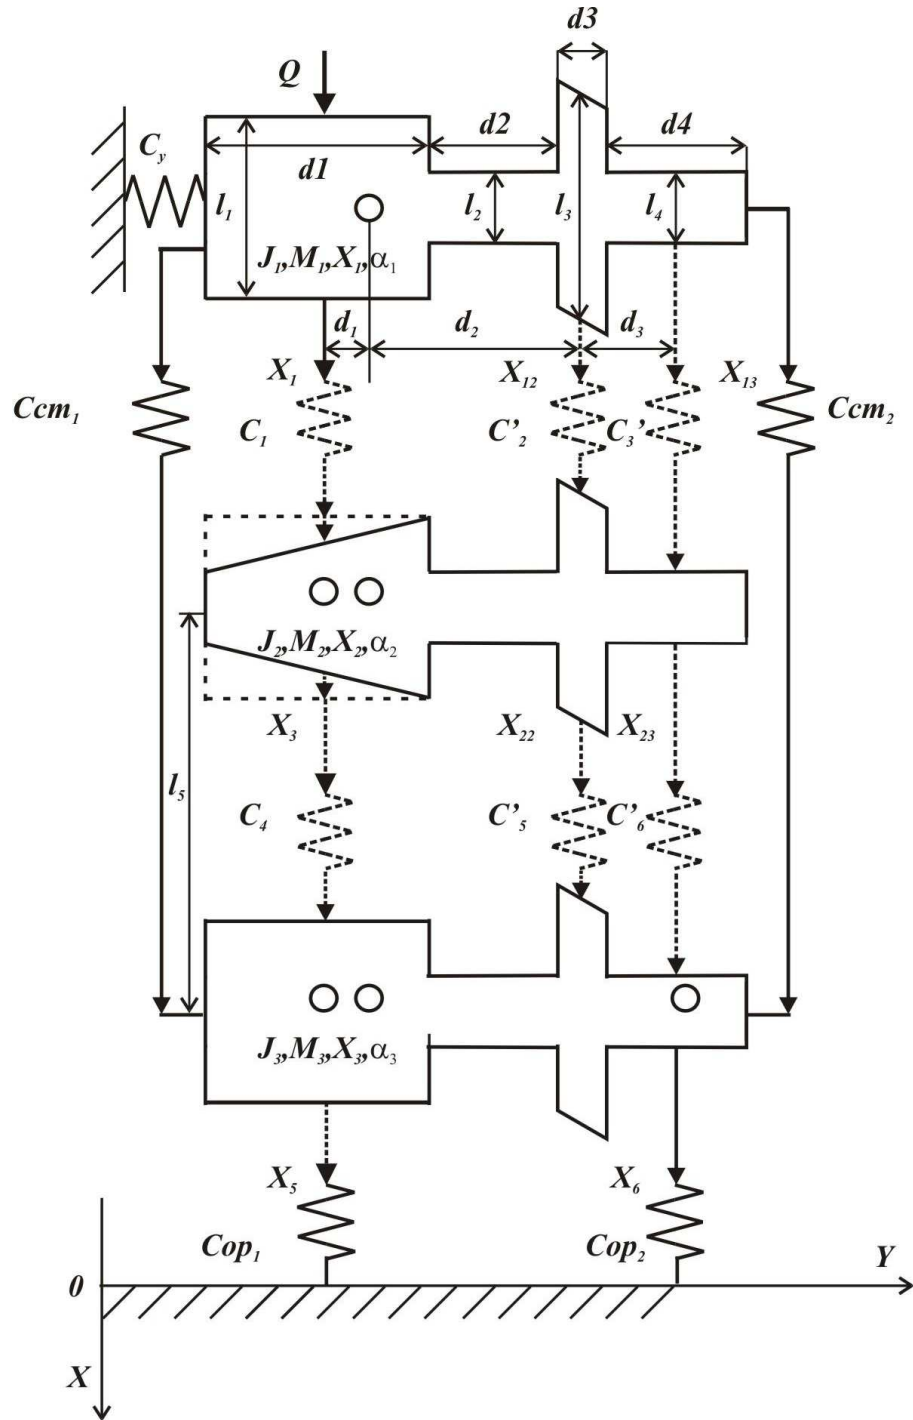 d3
Q
d2
d4
C_y
d1
l_1
l_2
l_3
l_4
J_1,M_1,X_1,α_1
d_1
d_2
d_3
X_1
X_12
X_13
Ccm_1
C_1
C'_2
C_3'
Ccm_2
J_2,M_2,X_2,α_2
X_3
X_22
X_23
l_5
C_4
C'_5
C'_6
J_3,M_3,X_3,α_3
X_5
X_6
Cop_1
Cop_2
Y
0
X